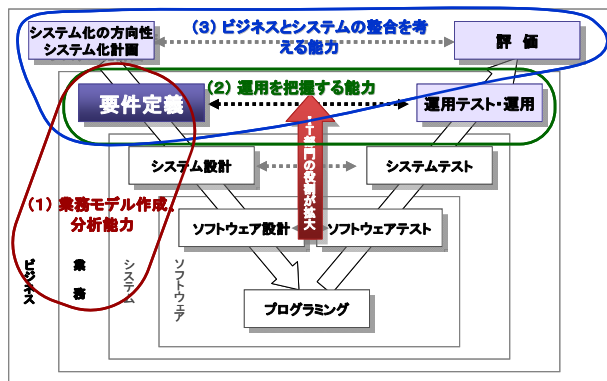 システム化の方向性
システム化計画
(3) ビジネスとシステムの整合を考
える能力
評 価
要件定義
(2) 運用を把握する能力
運用テスト・運用
IT部門の役割が拡大
システム設計
システムテスト
(1) 業務モデル作成、
分析能力
ソフトウェア設計
ソフトウェアテスト
ビジネス
業務
システム
ソフトウェア
プログラミング